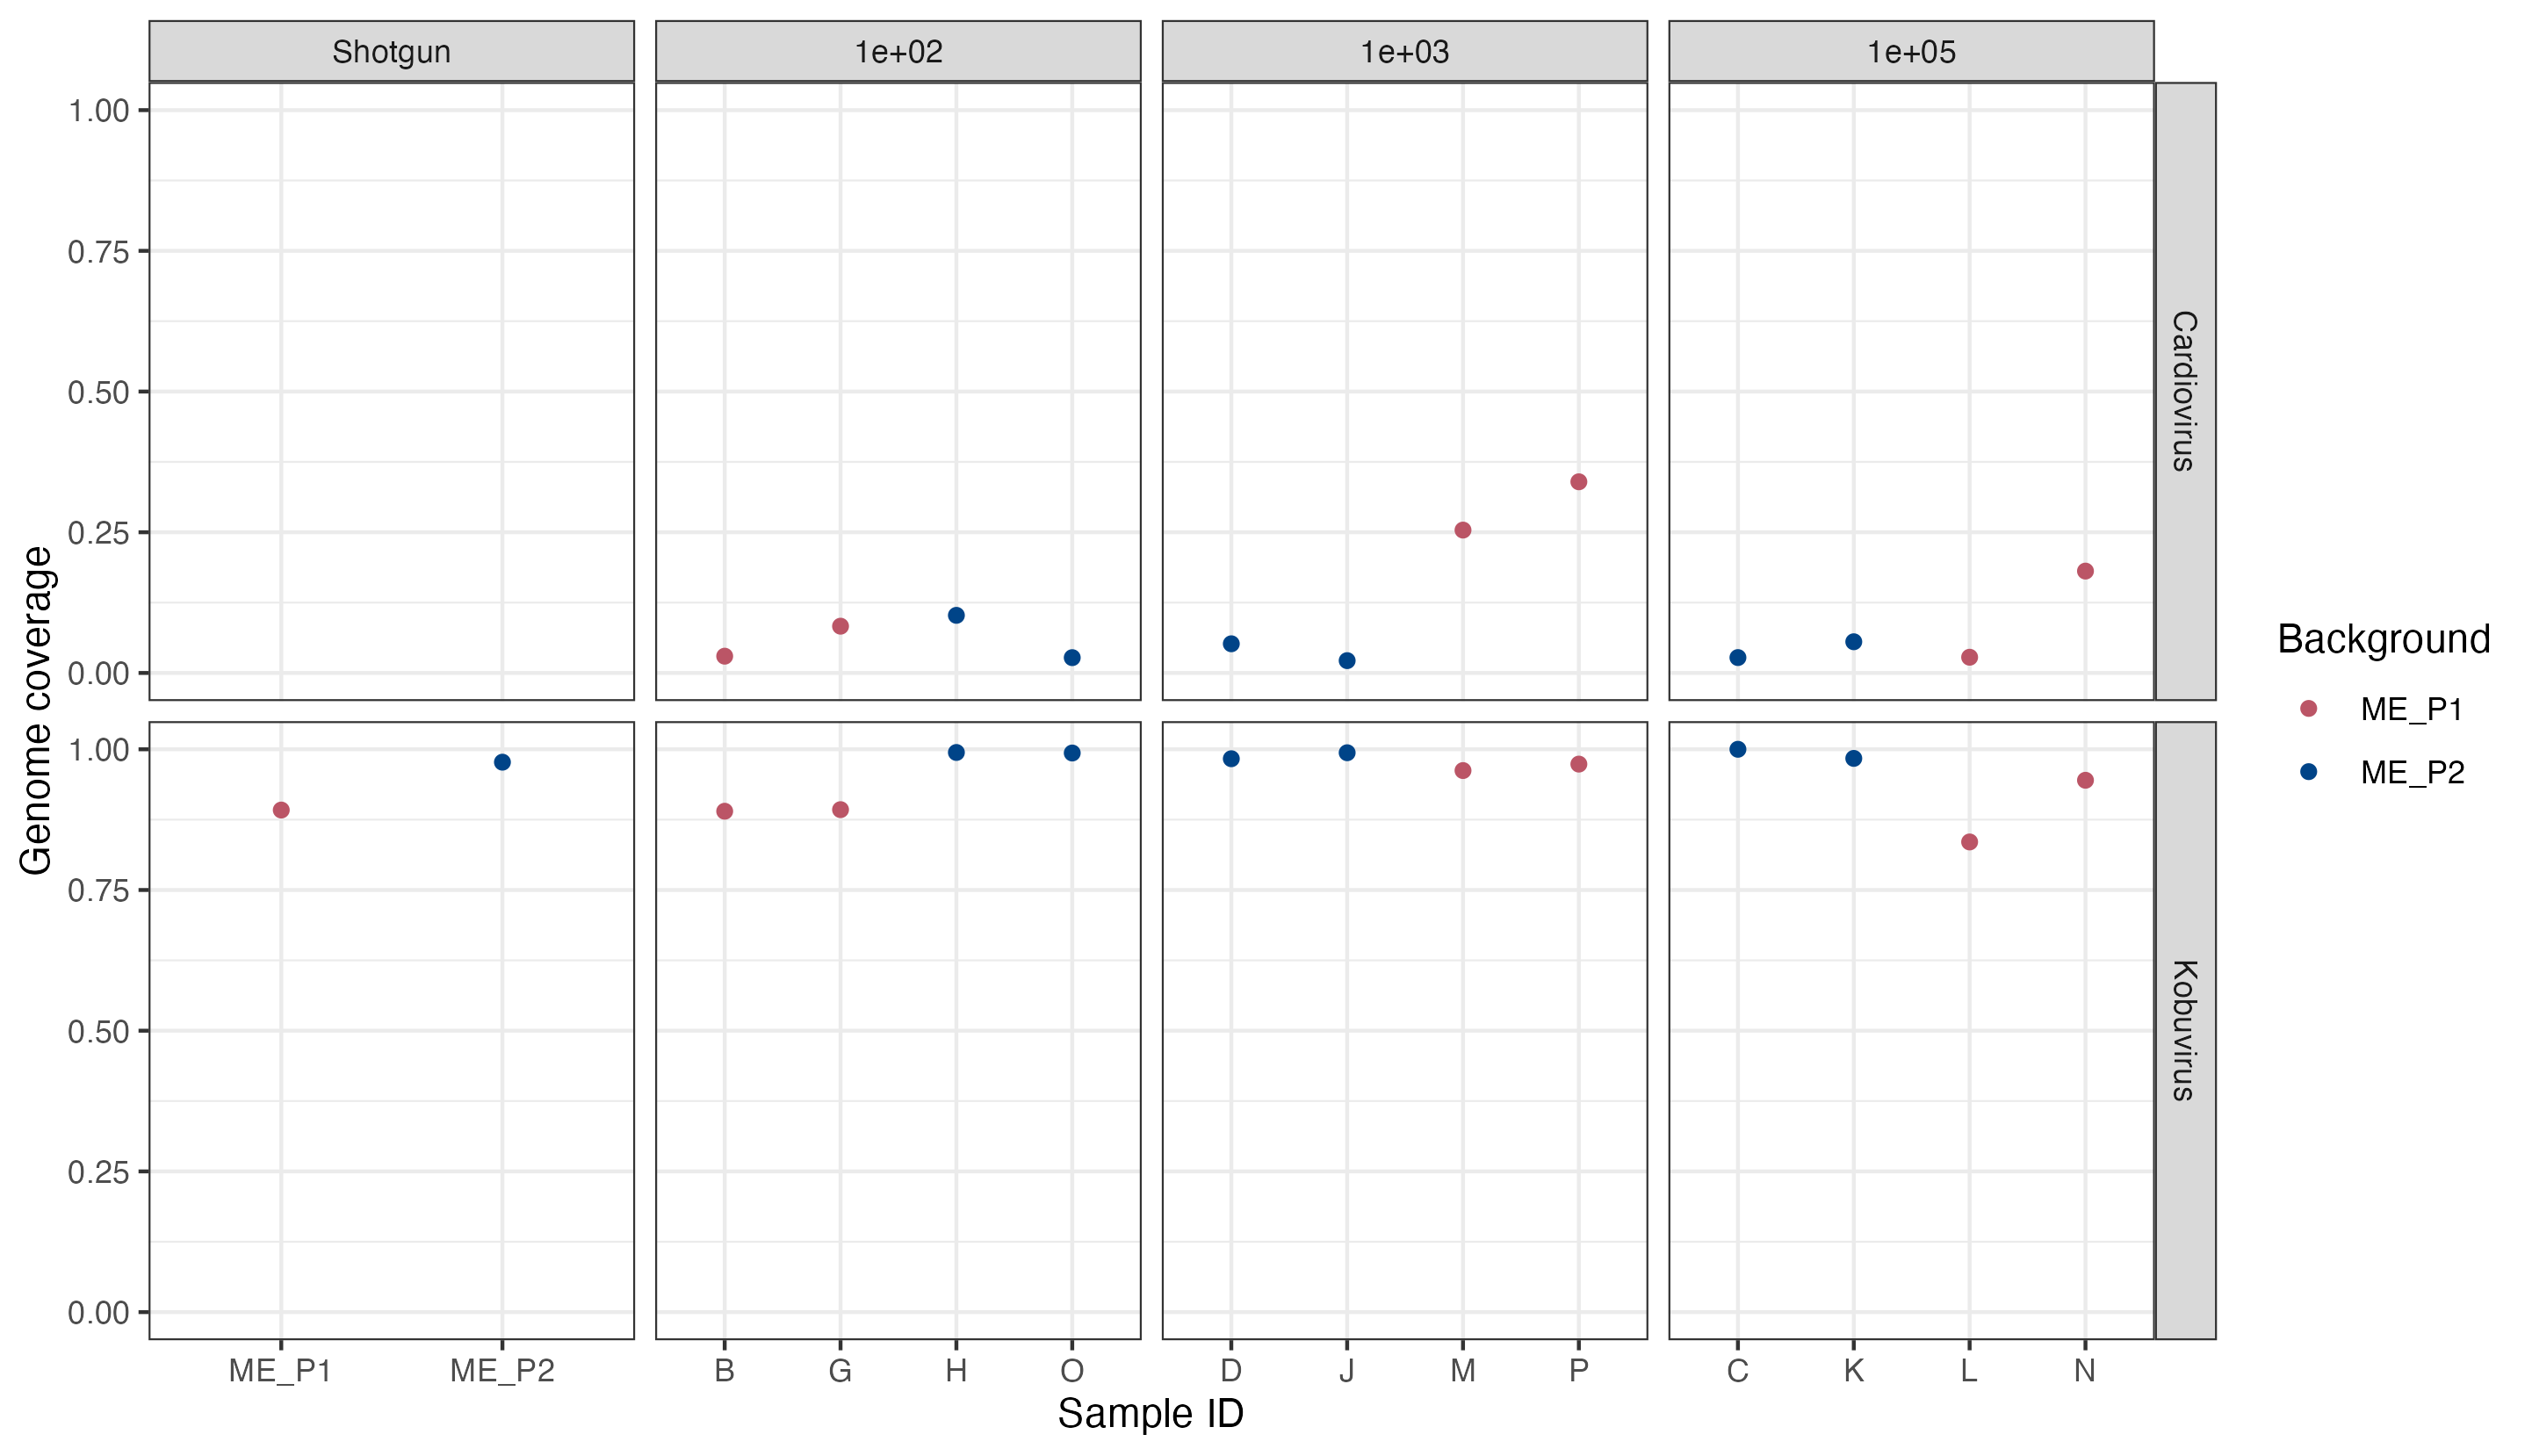 Shotgun
1e+02
1e+03
1e+05
1.00
0.75
0.50
0.25
0.00
Cardiovirus
1.00
0.75
0.50
0.25
0.00
Kobuvirus
Genome coverage
ME_P1
ME_P2
B
G
H
O
D
J
M
P
C
K
L
N
Sample ID
Background
ME_P1
ME_P2